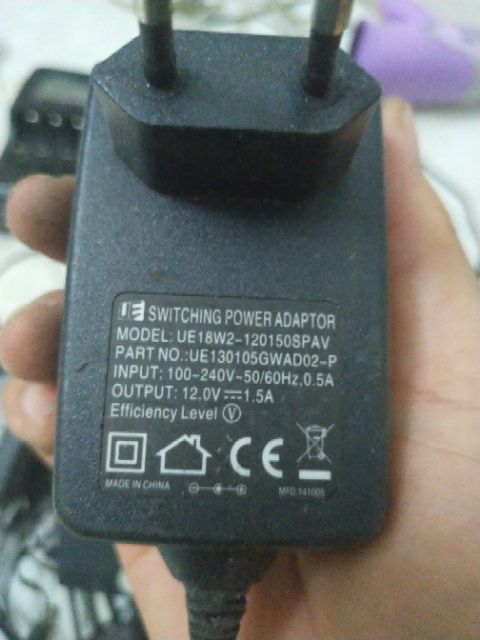 UE SWITCHING POWER ADAPTOR
MODEL: UE18W2-120150SPAV
PART NO.:UE130105GWAD02-P
INPUT: 100-240V~50/60Hz,0.5A
OUTPUT: 12.0V⎓1.5A
Efficiency Level Ⓥ
CE
MADE IN CHINA
MFD.141005